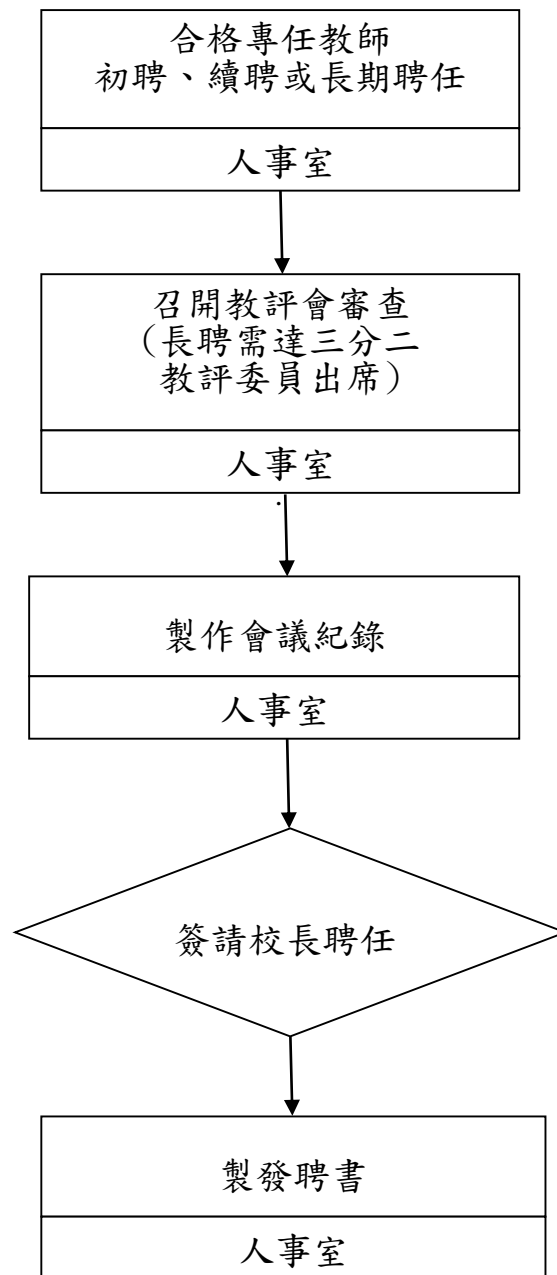 合格專任教師
初聘、續聘或長期聘任
人事室
召開教評會審查
（長聘需達三分二
教評委員出席）
人事室
.
製作會議紀錄
人事室
簽請校長聘任
製發聘書
人事室